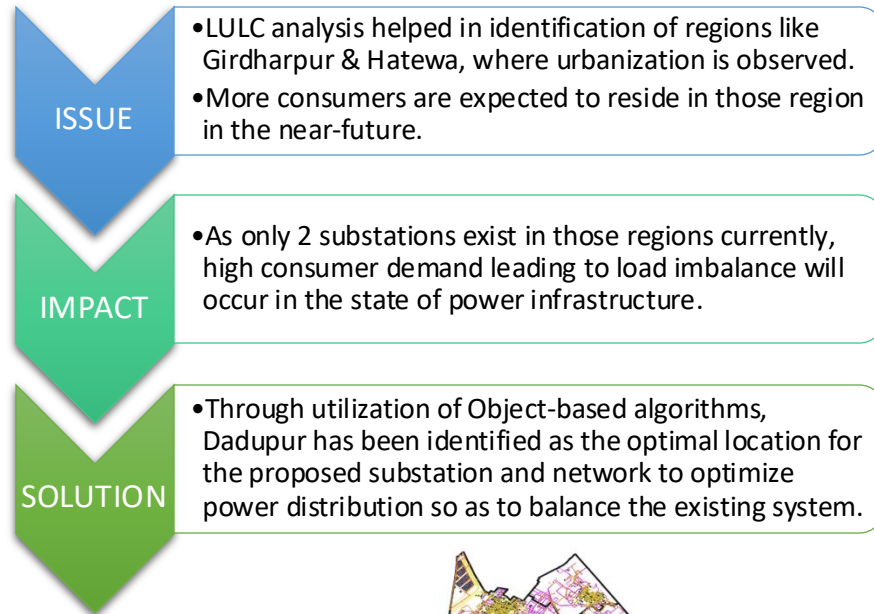 ISSUE
•LULC analysis helped in identification of regions like
Girdharpur & Hatewa, where urbanization is observed.
•More consumers are expected to reside in those region
in the near-future.
IMPACT
•As only 2 substations exist in those regions currently,
high consumer demand leading to load imbalance will
occur in the state of power infrastructure.
SOLUTION
•Through utilization of Object-based algorithms,
Dadupur has been identified as the optimal location for
the proposed substation and network to optimize
power distribution so as to balance the existing system.